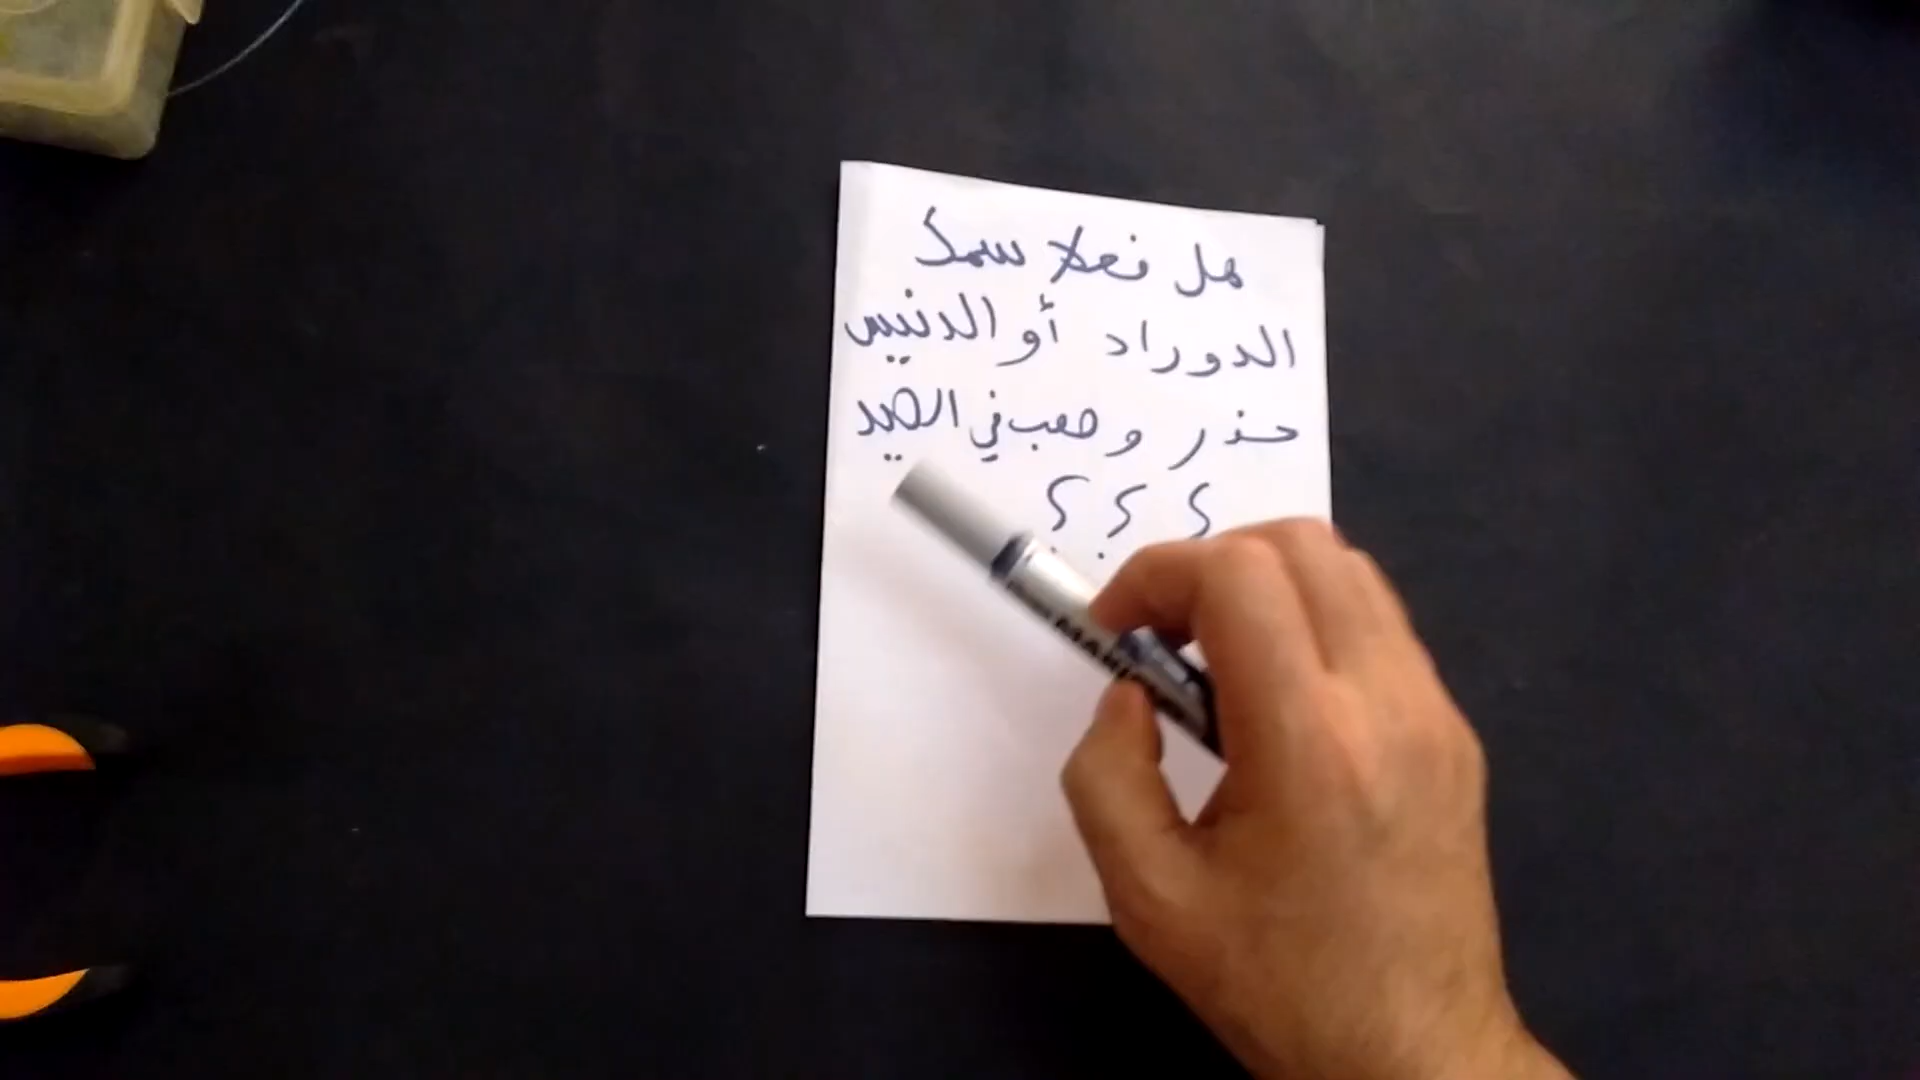 هل فعلا سمك
الدوراد أو الدنيس
حذر وصعب في الصيد
؟ ؟ ؟